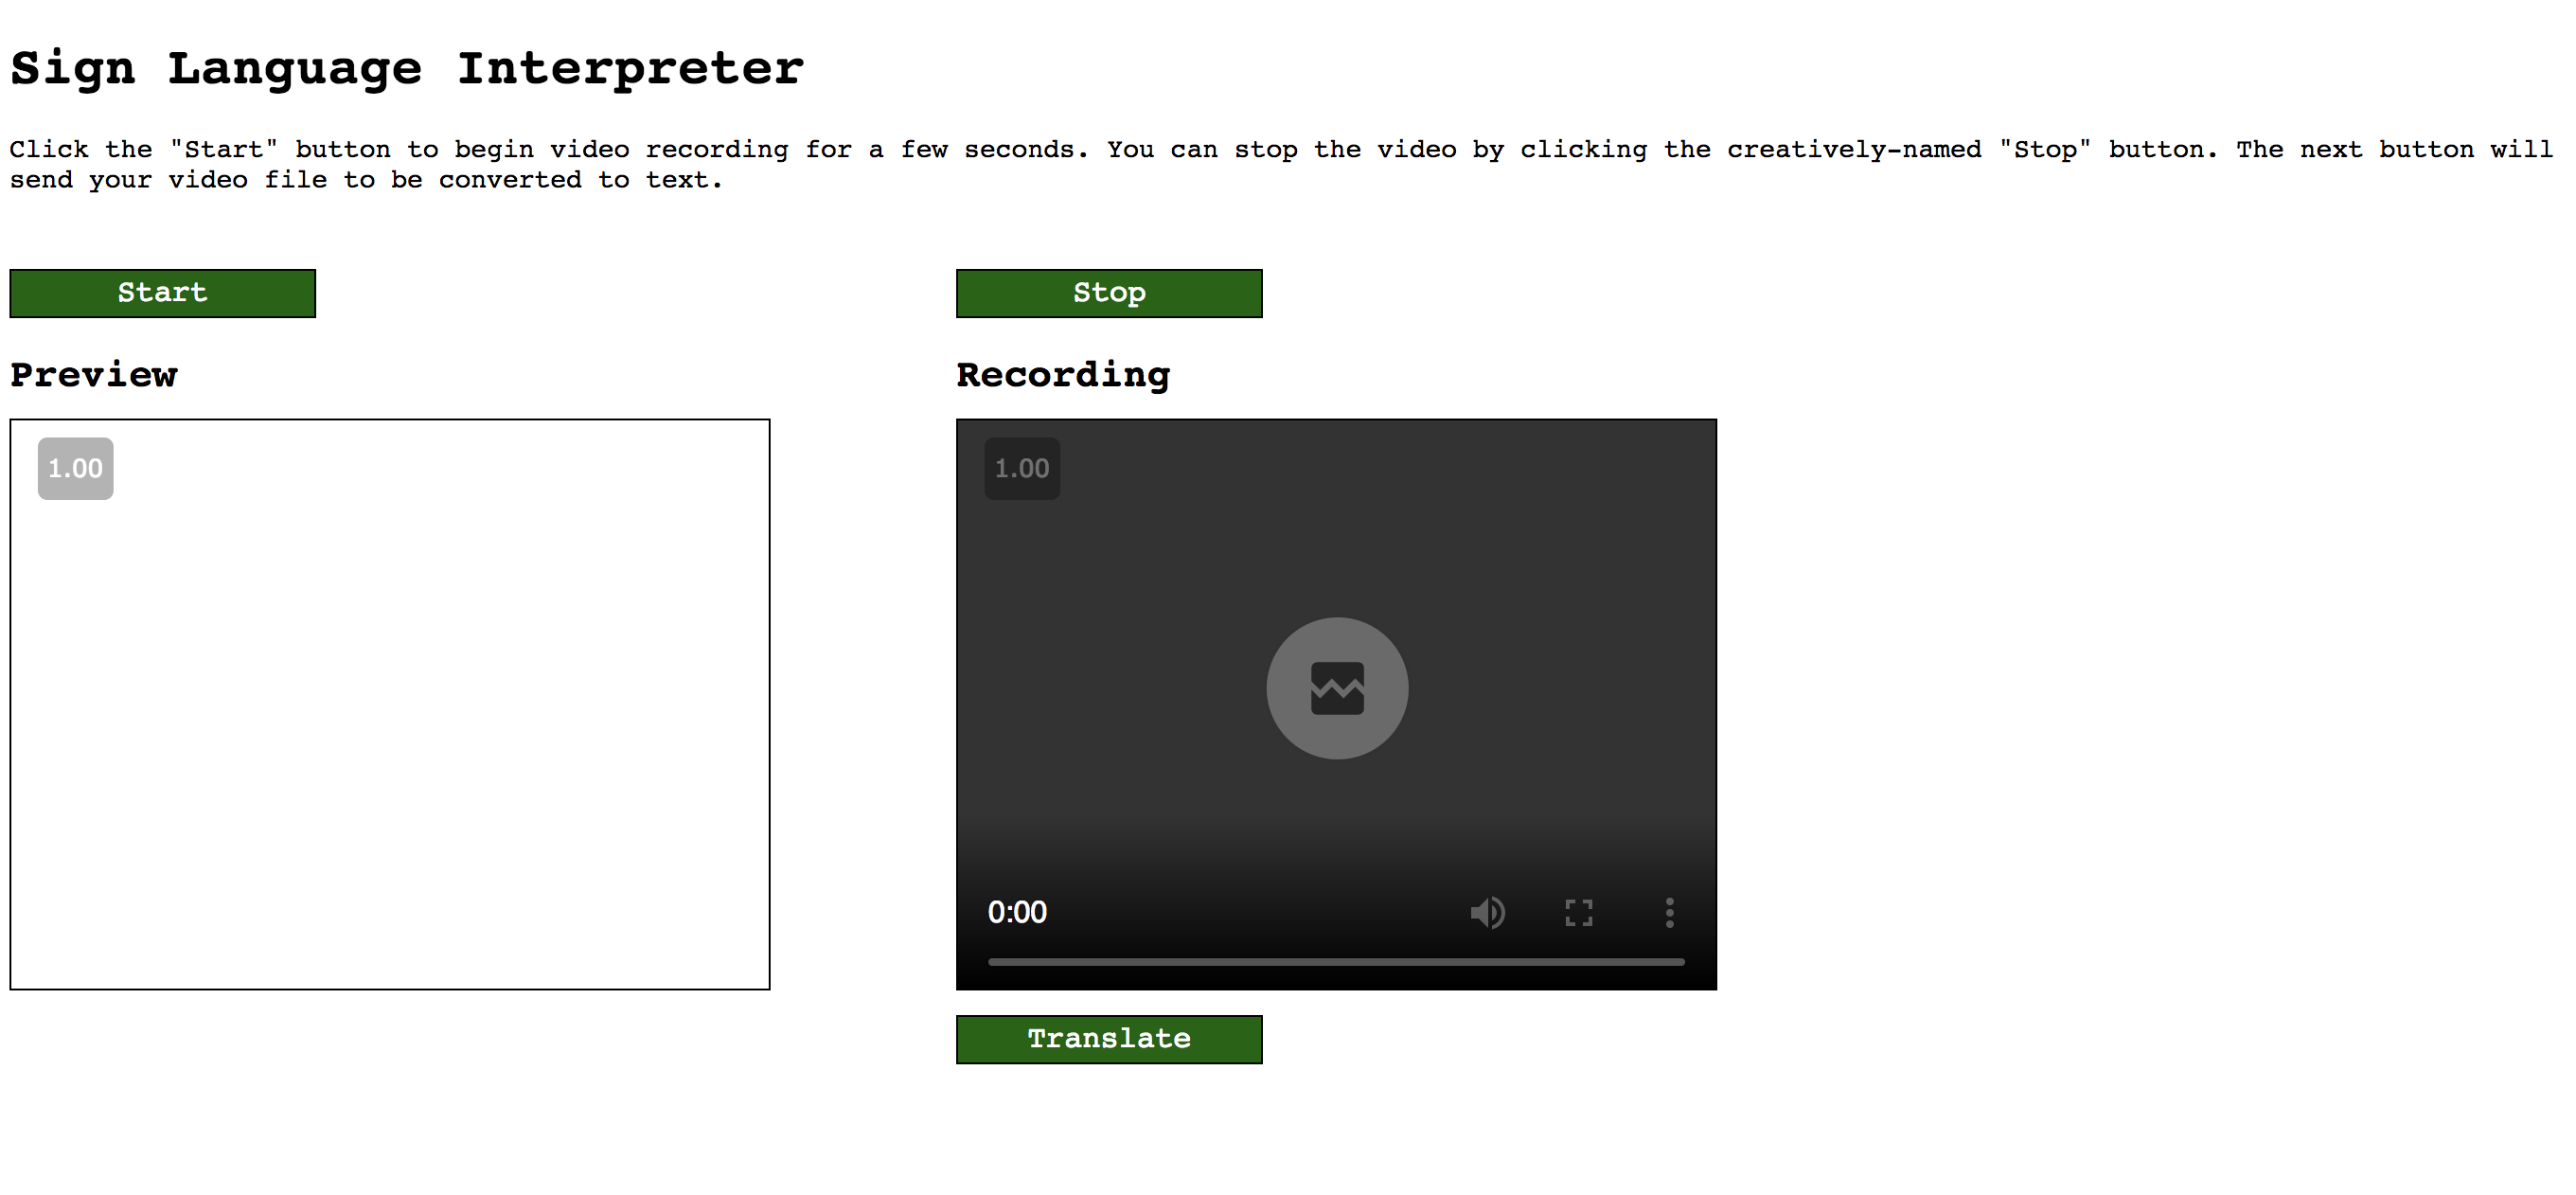 Sign Language Interpreter
Click the "Start" button to begin video recording for a few seconds. You can stop the video by clicking the creatively-named "Stop" button. The next button will
send your video file to be converted to text.
Start
Stop
Preview
Recording
1.00
1.00
0:00
Translate